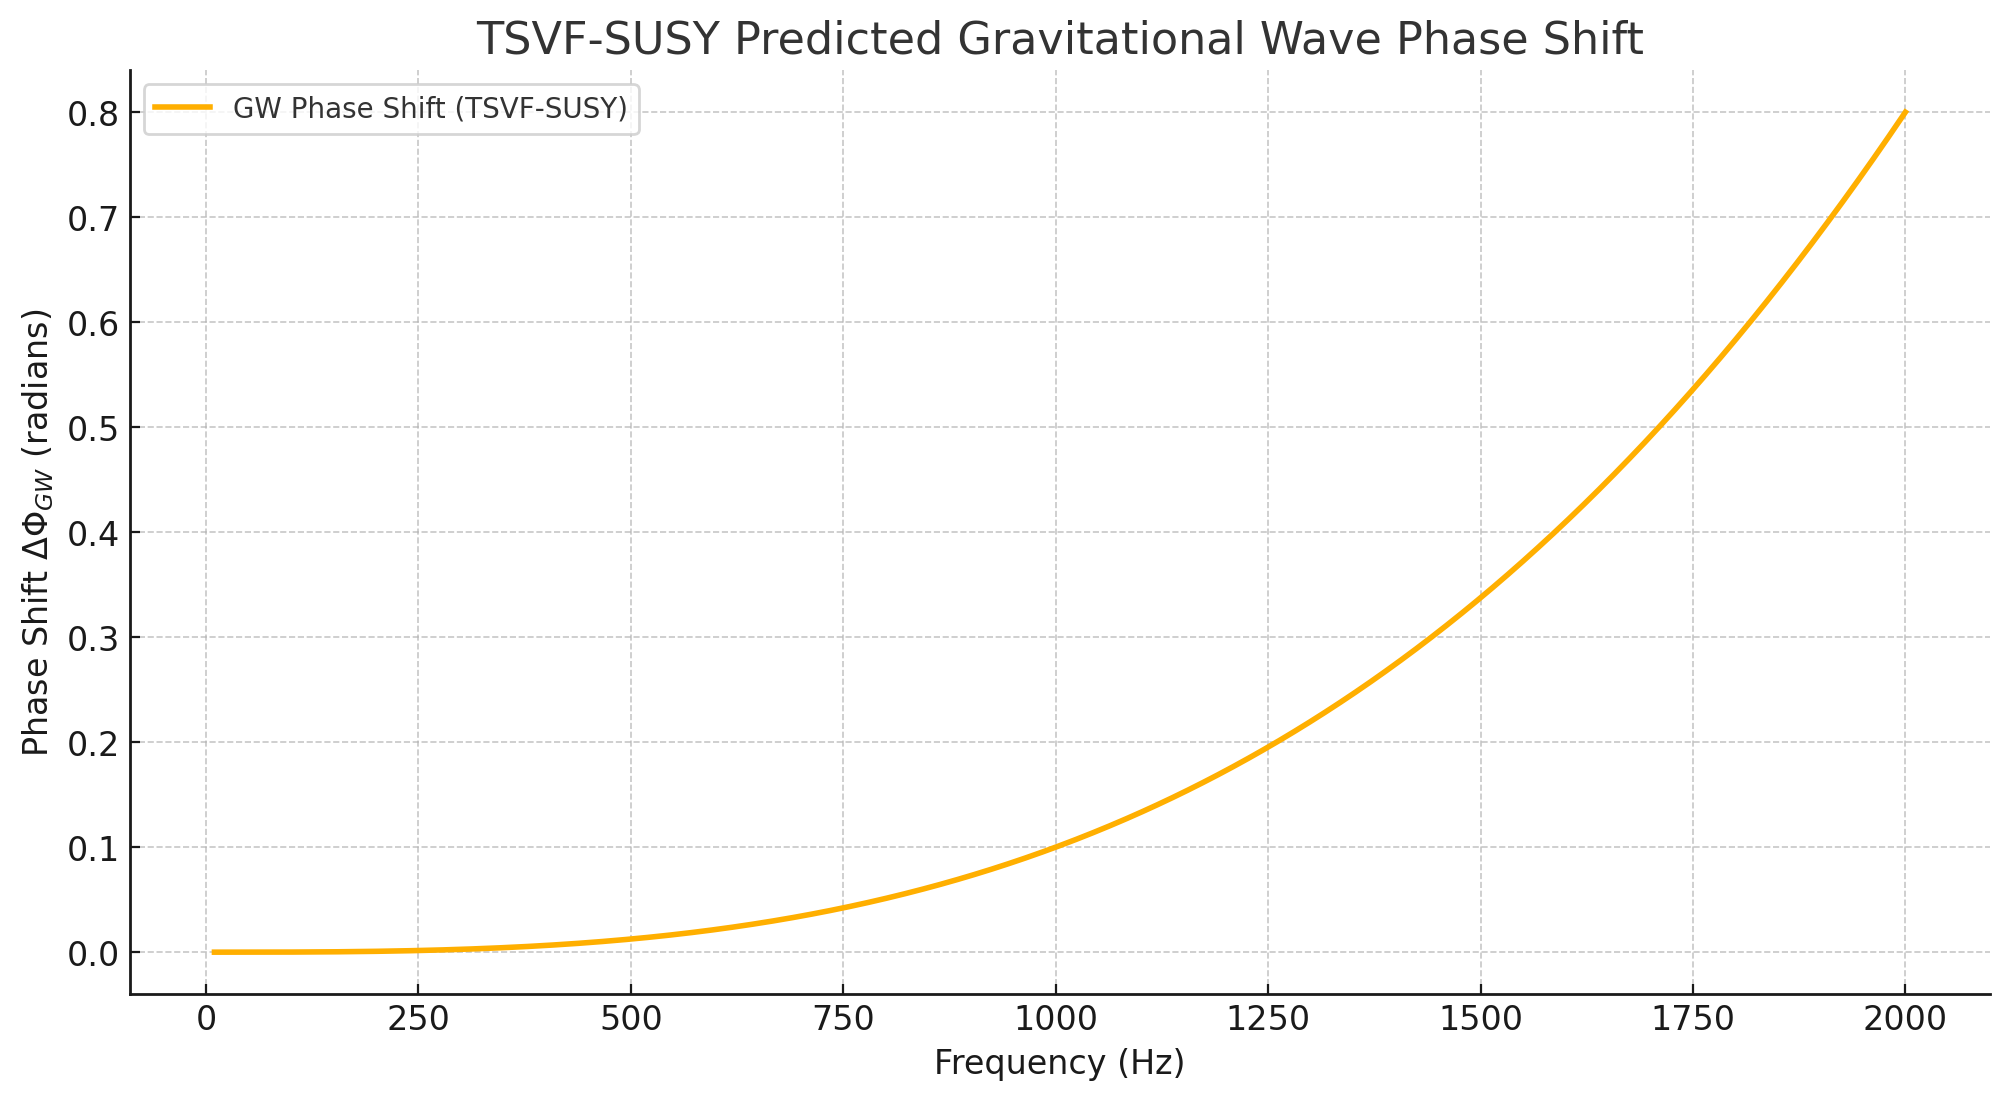 TSVF-SUSY Predicted Gravitational Wave Phase Shift
GW Phase Shift (TSVF-SUSY)
Phase Shift ΔΦ_GW (radians)
0.8
0.7
0.6
0.5
0.4
0.3
0.2
0.1
0.0
0 250 500 750 1000 1250 1500 1750 2000
Frequency (Hz)